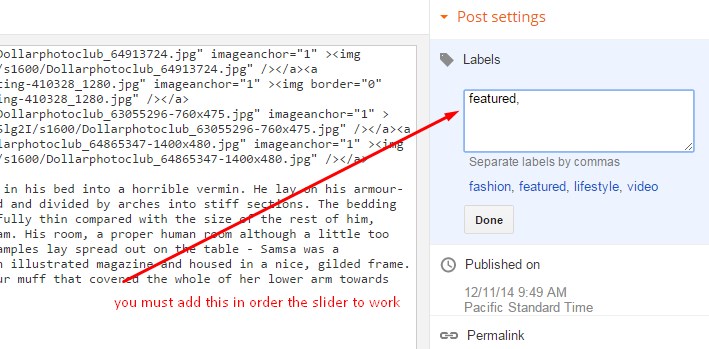 Dollarphotoclub_64913724.jpg" imageanchor="1" ><img
/s1600/Dollarphotoclub_64913724.jpg" /></a><a
cing-410328_1280.jpg" imageanchor="1" ><img border="0"
ing-410328_1280.jpg" /></a>
Dollarphotoclub_63055296-760x475.jpg" imageanchor="1" >
Slg2I/s1600/Dollarphotoclub_63055296-760x475.jpg" /></a><a
ollarphotoclub_64865347-1400x480.jpg" imageanchor="1" ><img
/s1600/Dollarphotoclub_64865347-1400x480.jpg" /></a>
in his bed into a horrible vermin. He lay on his armour-
d and divided by arches into stiff sections. The bedding
fully thin compared with the size of the rest of him,
am. His room, a proper human room although a little too
amples lay spread out on the table - Samsa was a
n illustrated magazine and housed in a nice, gilded frame.
ur muff that covered the whole of her lower arm towards
you must add this in order the slider to work
Post settings
Labels
featured,
Separate labels by commas
fashion, featured, lifestyle, video
Done
Published on
12/11/14 9:49 AM
Pacific Standard Time
Permalink